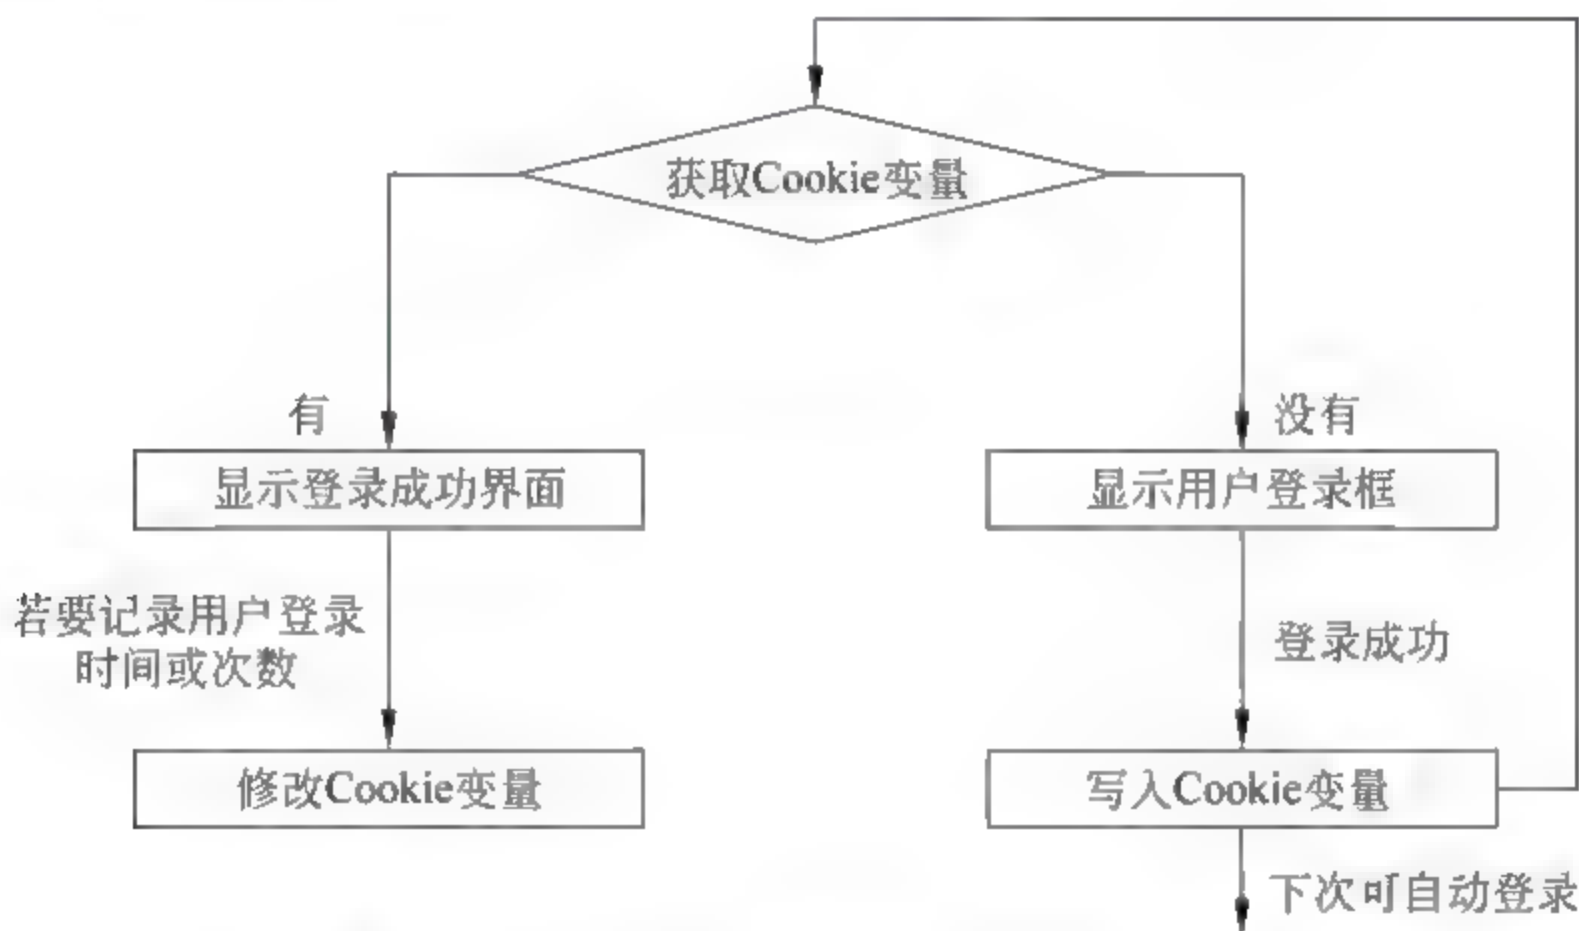 获取Cookie变量
有
没有
显示登录成功界面
显示用户登录框
若要记录用户登录
时间或次数
登录成功
修改Cookie变量
写入Cookie变量
下次可自动登录